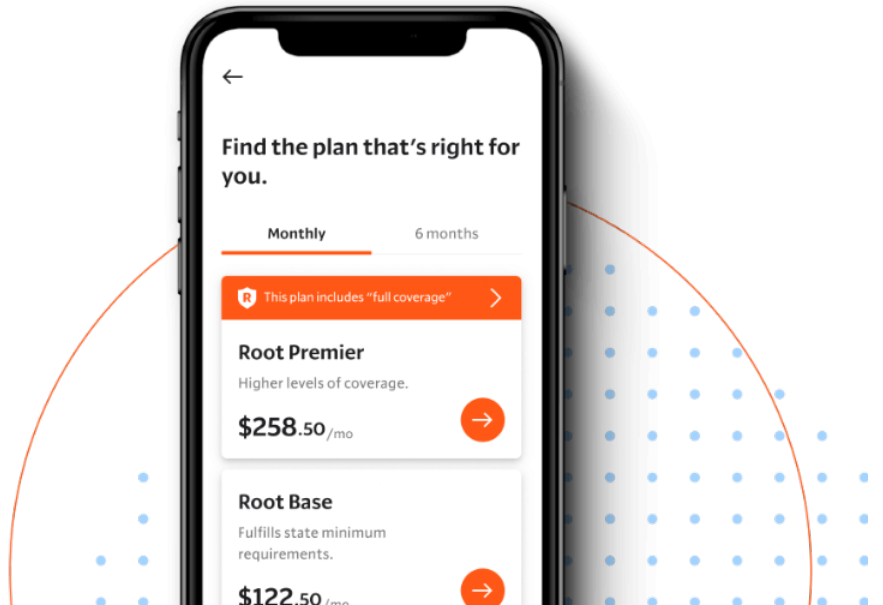 Find the plan that's right for
you.
Monthly 6 months
R This plan includes "full coverage"
Root Premier
Higher levels of coverage.
$258.50/mo
Root Base
Fulfills state minimum
requirements.
$122.50/mo